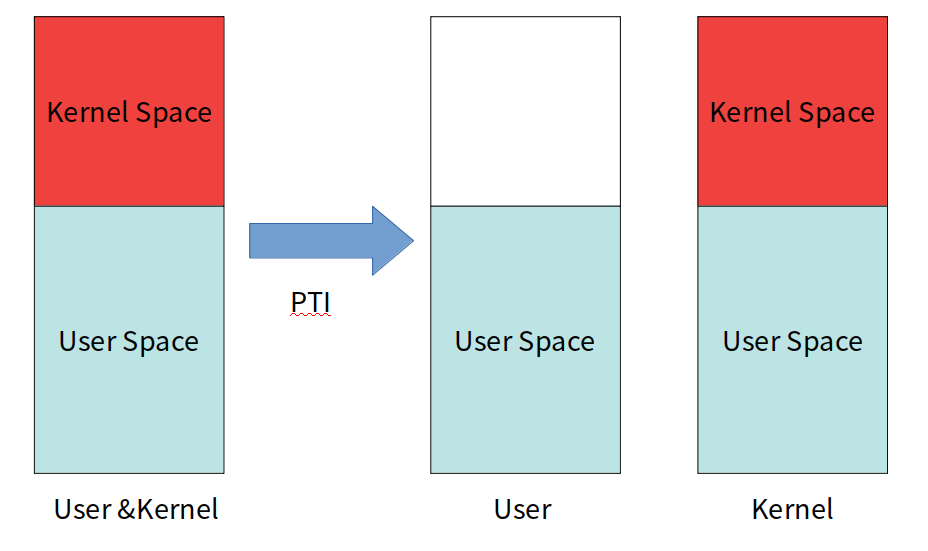 Kernel Space
User Space
User &Kernel
PTI
User Space
User
Kernel Space
User Space
Kernel